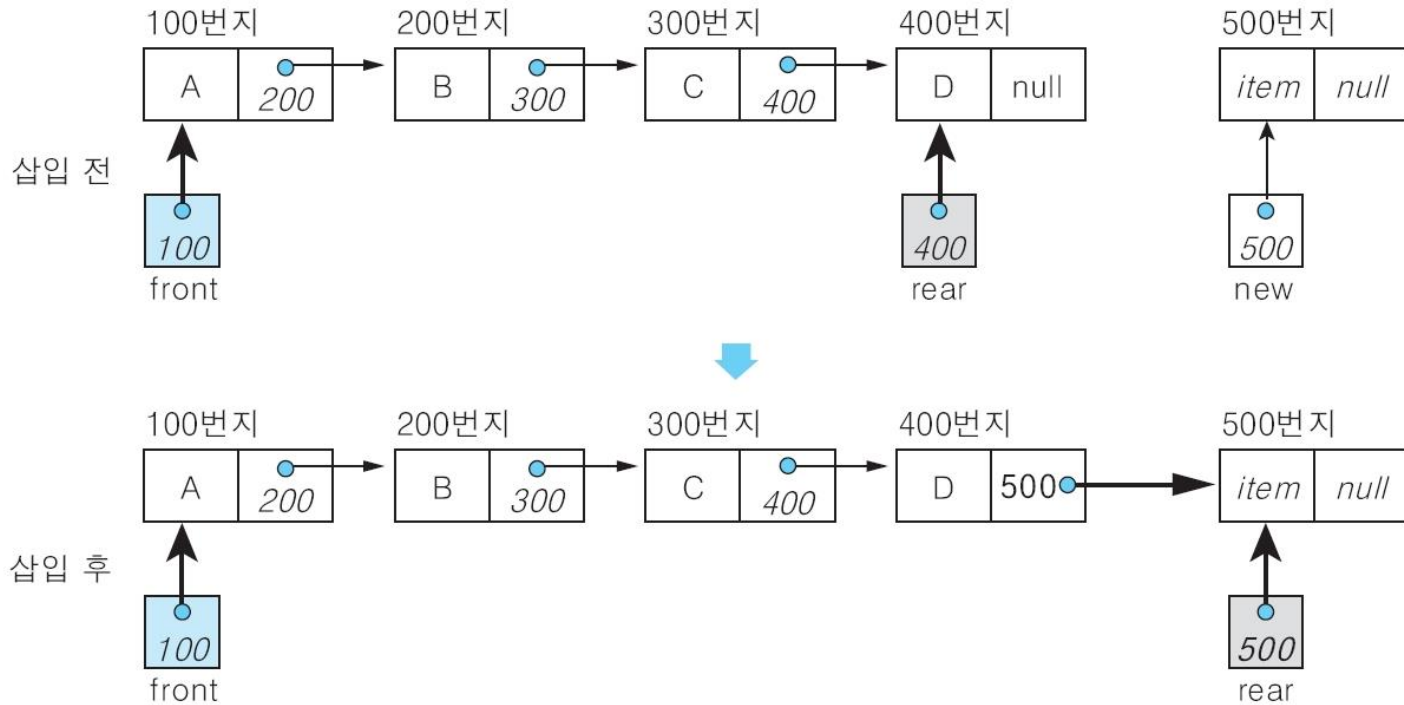 100번지 200번지 300번지 400번지 500번지
A 200 B 300 C 400 D null item null
삽입 전
100 400 500
front rear new
100번지 200번지 300번지 400번지 500번지
A 200 B 300 C 400 D 500 item null
삽입 후
100 500
front rear